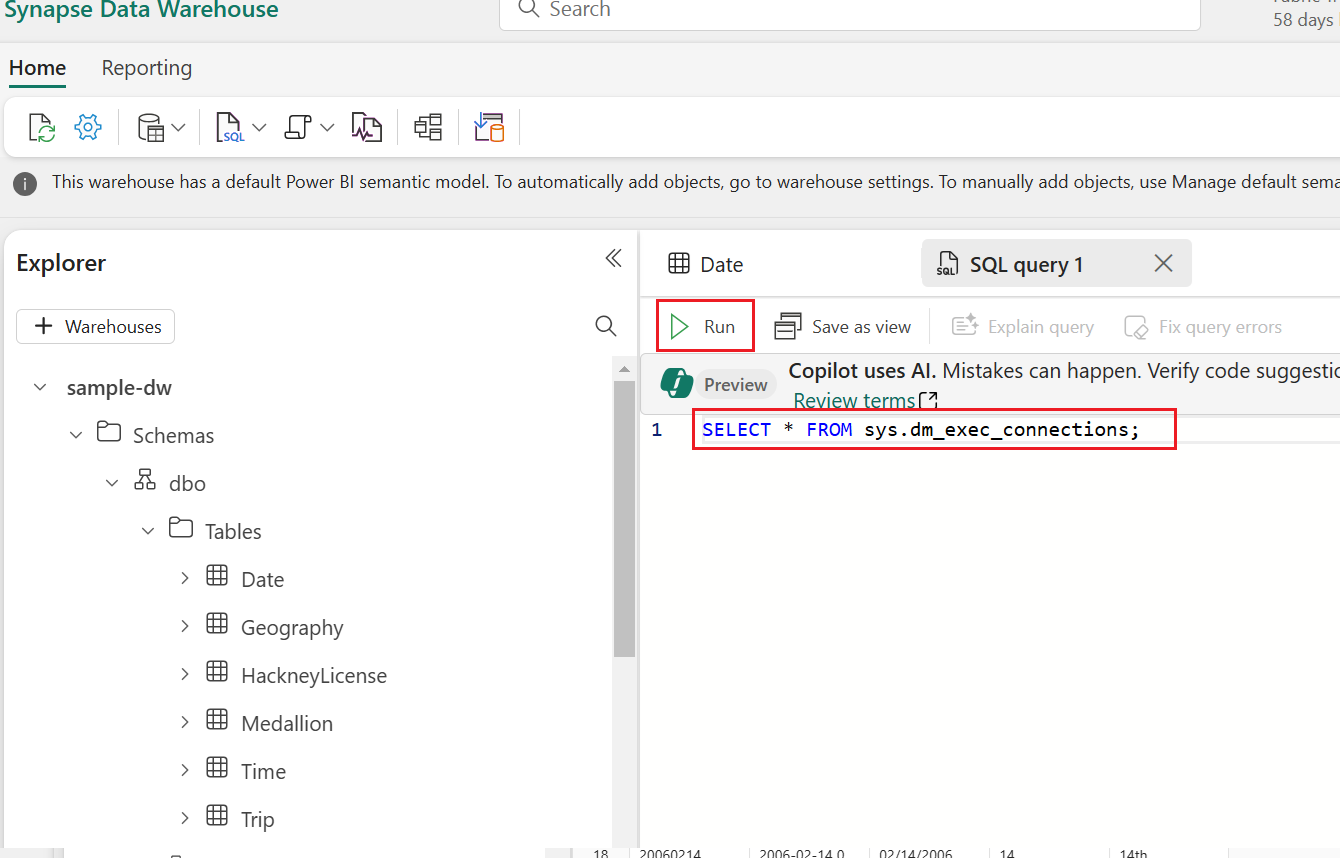 Synapse Data Warehouse
Search
58 days
Home Reporting
SQL
This warehouse has a default Power BI semantic model. To automatically add objects, go to warehouse settings. To manually add objects, use Manage default sema
Explorer
Date
SQL
SQL query 1
Warehouses
Run
Save as view
Explain query
Fix query errors
Preview
Copilot uses AI. Mistakes can happen. Verify code suggestio
Review terms
sample-dw
1 SELECT * FROM sys.dm_exec_connections;
Schemas
dbo
Tables
Date
Geography
HackneyLicense
Medallion
Time
Trip
18 20060214 2006-02-14 0 02/14/2006 14 14th